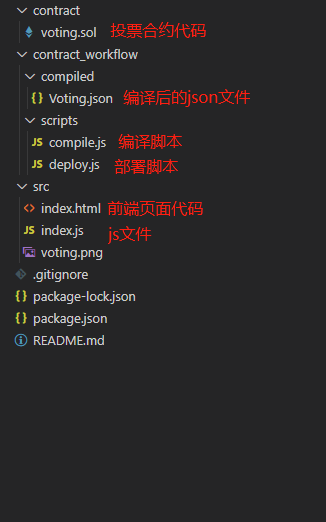 contract
voting.sol 投票合约代码
contract_workflow
compiled
{} Voting.json 编译后的json文件
scripts
JS compile.js 编译脚本
JS deploy.js 部署脚本
src
<> index.html 前端页面代码
JS index.js js文件
voting.png
.gitignore
{} package-lock.json
{} package.json
README.md